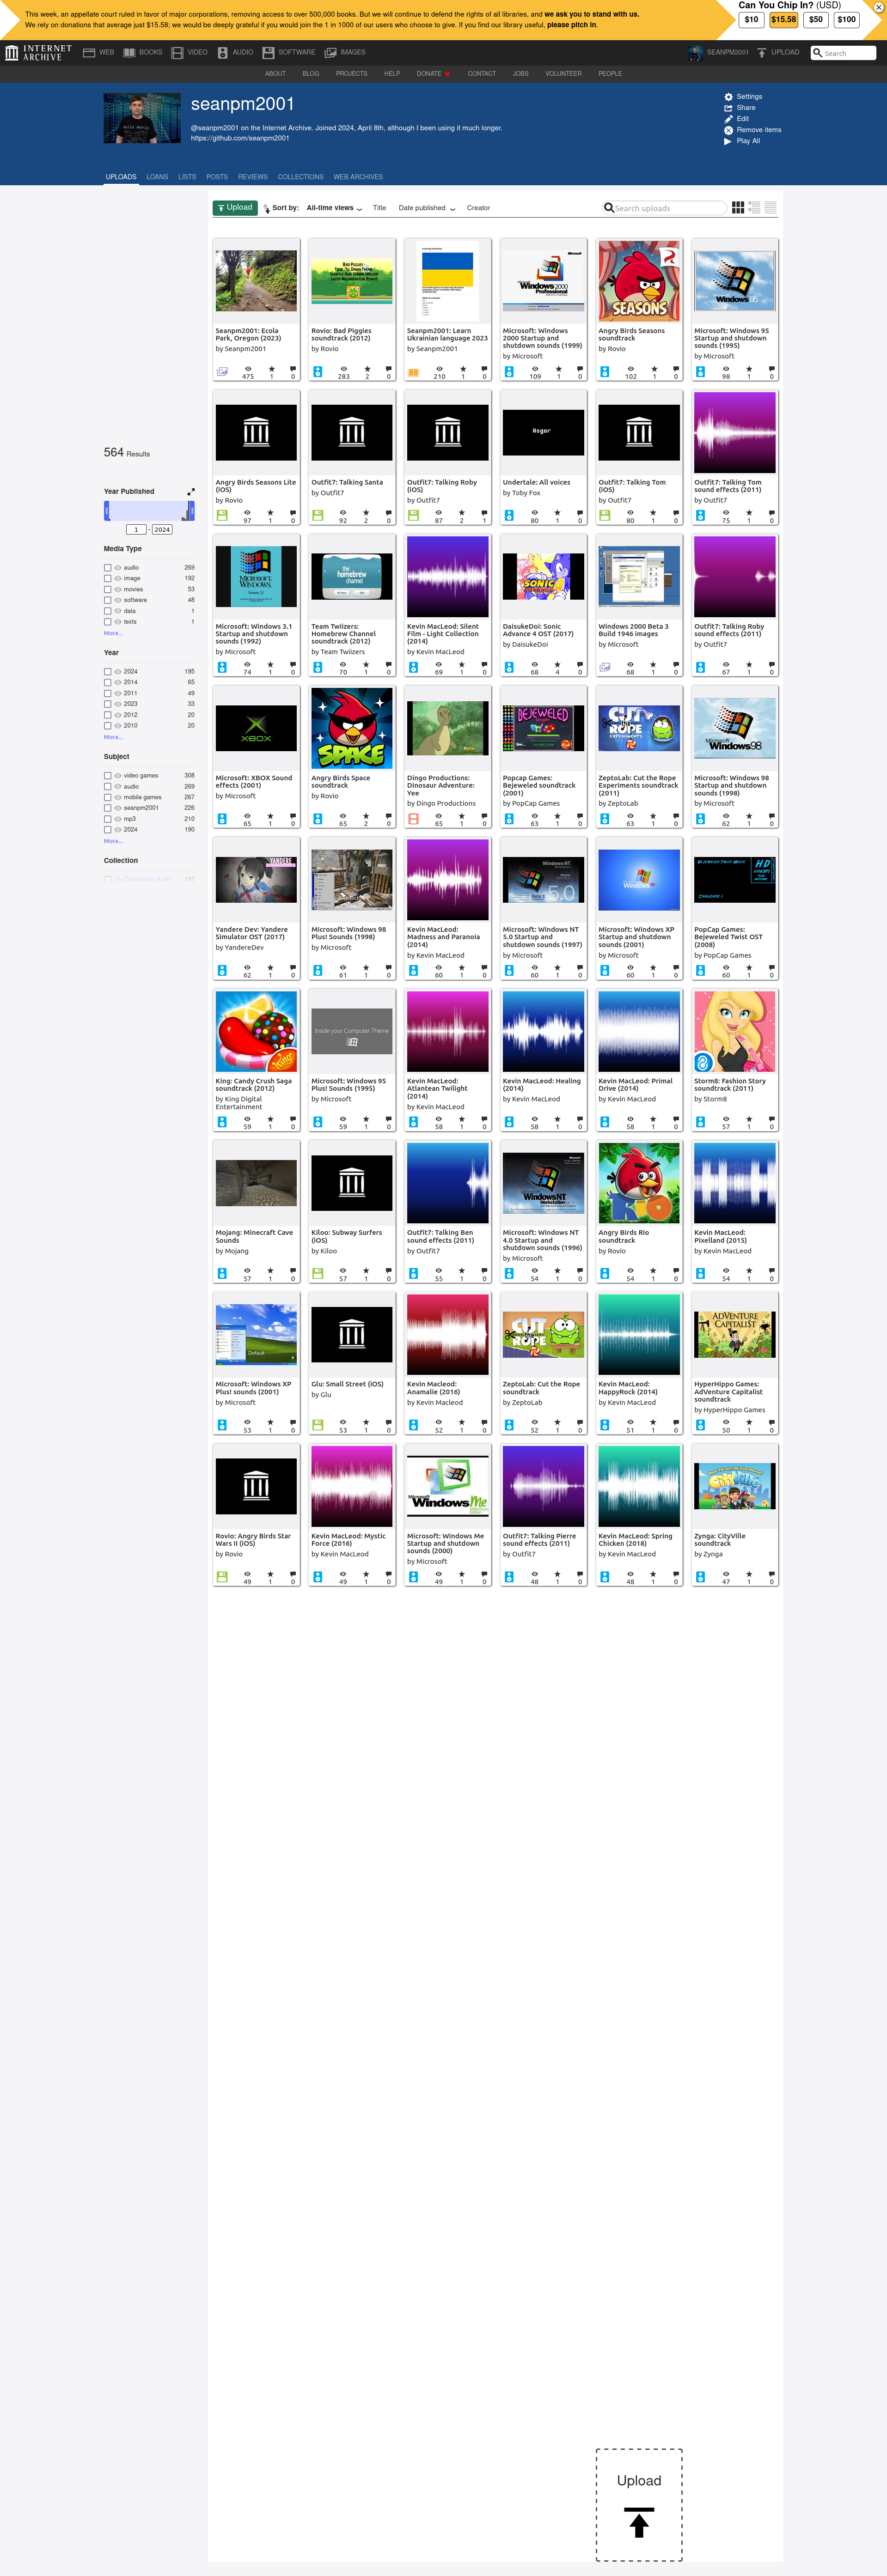 This week, an appellate court ruled in favor of major corporations, removing access to over 500,000 books. But we will continue to defend the rights of all libraries, and we ask you to stand with us.
We rely on donations that average just $15.58; we would be deeply grateful if you would join the 1 in 1000 of our users who choose to give. If you find our library useful, please pitch in.
Can You Chip In? (USD)
$10 $15.58 $50 $100
INTERNET ARCHIVE
WEB BOOKS VIDEO AUDIO SOFTWARE IMAGES SEANPM2001 UPLOAD Search
ABOUT BLOG PROJECTS HELP DONATE CONTACT JOBS VOLUNTEER PEOPLE
seanpm2001
@seanpm2001 on the Internet Archive. Joined 2024, April 8th, although I been using it much longer.
https://github.com/seanpm2001
Settings
Share
Edit
Remove items
Play All
UPLOADS LOANS LISTS POSTS REVIEWS COLLECTIONS WEB ARCHIVES
Upload Sort by: All-time views Title Date published Creator Search uploads
564 Results
Year Published
1 - 2024
Media Type
audio 269
image 192
movies 53
software 48
data 1
texts 1
More...
Year
2024 195
2014 65
2011 49
2023 33
2012 20
2010 20
More...
Subject
video games 308
audio 269
mobile games 267
seanpm2001 226
mp3 210
2024 190
More...
Collection
Seanpm2001: Ecola Park, Oregon (2023)
by Seanpm2001
475 1 0
Rovio: Bad Piggies soundtrack (2012)
by Rovio
283 2 0
Seanpm2001: Learn Ukrainian language 2023
by Seanpm2001
210 1 0
Microsoft: Windows 2000 Startup and shutdown sounds (1999)
by Microsoft
109 1 0
Angry Birds Seasons soundtrack
by Rovio
102 1 0
Microsoft: Windows 95 Startup and shutdown sounds (1995)
by Microsoft
98 1 0
Angry Birds Seasons Lite (iOS)
by Rovio
97 1 0
Outfit7: Talking Santa
by Outfit7
92 2 0
Outfit7: Talking Roby (iOS)
by Outfit7
87 2 1
Asgor
Undertale: All voices
by Toby Fox
80 1 0
Outfit7: Talking Tom (iOS)
by Outfit7
80 1 0
Outfit7: Talking Tom sound effects (2011)
by Outfit7
75 1 0
Microsoft: Windows 3.1 Startup and shutdown sounds (1992)
by Microsoft
74 1 0
Team Twiizers: Homebrew Channel soundtrack (2012)
by Team Twiizers
70 1 0
Kevin MacLeod: Silent Film - Light Collection (2014)
by Kevin MacLeod
69 1 0
DaisukeDoi: Sonic Advance 4 OST (2017)
by DaisukeDoi
68 4 0
Windows 2000 Beta 3 Build 1946 images
by Microsoft
68 1 0
Outfit7: Talking Roby sound effects (2011)
by Outfit7
67 1 0
Microsoft: XBOX Sound effects (2001)
by Microsoft
65 1 0
Angry Birds Space soundtrack
by Rovio
65 2 0
Dingo Productions: Dinosaur Adventure: Yee
by Dingo Productions
65 1 0
Popcap Games: Bejeweled soundtrack (2001)
by PopCap Games
63 1 0
ZeptoLab: Cut the Rope Experiments soundtrack (2011)
by ZeptoLab
63 1 0
Microsoft: Windows 98 Startup and shutdown sounds (1998)
by Microsoft
62 1 0
Yandere Dev: Yandere Simulator OST (2017)
by YandereDev
62 1 0
Microsoft: Windows 98 Plus! Sounds (1998)
by Microsoft
61 1 0
Kevin MacLeod: Madness and Paranoia (2014)
by Kevin MacLeod
60 1 0
Microsoft: Windows NT 5.0 Startup and shutdown sounds (1997)
by Microsoft
60 1 0
Microsoft: Windows XP Startup and shutdown sounds (2001)
by Microsoft
60 1 0
PopCap Games: Bejeweled Twist OST (2008)
by PopCap Games
60 1 0
King: Candy Crush Saga soundtrack (2012)
by King Digital Entertainment
59 1 0
Inside your Computer Theme
Microsoft: Windows 95 Plus! Sounds (1995)
by Microsoft
59 1 0
Kevin MacLeod: Atlantean Twilight (2014)
by Kevin MacLeod
58 1 0
Kevin MacLeod: Healing (2014)
by Kevin MacLeod
58 1 0
Kevin MacLeod: Primal Drive (2014)
by Kevin MacLeod
58 1 0
Storm8: Fashion Story soundtrack (2011)
by Storm8
57 1 0
Mojang: Minecraft Cave Sounds
by Mojang
57 1 0
Kiloo: Subway Surfers (iOS)
by Kiloo
57 1 0
Outfit7: Talking Ben sound effects (2011)
by Outfit7
55 1 0
Microsoft: Windows NT 4.0 Startup and shutdown sounds (1996)
by Microsoft
54 1 0
Angry Birds Rio soundtrack
by Rovio
54 1 0
Kevin MacLeod: Pixelland (2015)
by Kevin MacLeod
54 1 0
Microsoft: Windows XP Plus! sounds (2001)
by Microsoft
53 1 0
Glu: Small Street (iOS)
by Glu
53 1 0
Kevin Macleod: Anamalie (2016)
by Kevin Macleod
52 1 0
ZeptoLab: Cut the Rope soundtrack
by ZeptoLab
52 1 0
Kevin MacLeod: HappyRock (2014)
by Kevin MacLeod
51 1 0
HyperHippo Games: AdVenture Capitalist soundtrack
by HyperHippo Games
50 1 0
Rovio: Angry Birds Star Wars II (iOS)
by Rovio
49 1 0
Kevin MacLeod: Mystic Force (2016)
by Kevin MacLeod
49 1 0
Microsoft: Windows Me Startup and shutdown sounds (2000)
by Microsoft
49 1 0
Outfit7: Talking Pierre sound effects (2011)
by Outfit7
48 1 0
Kevin MacLeod: Spring Chicken (2018)
by Kevin MacLeod
48 1 0
Zynga: CityVille soundtrack
by Zynga
47 1 0
Upload